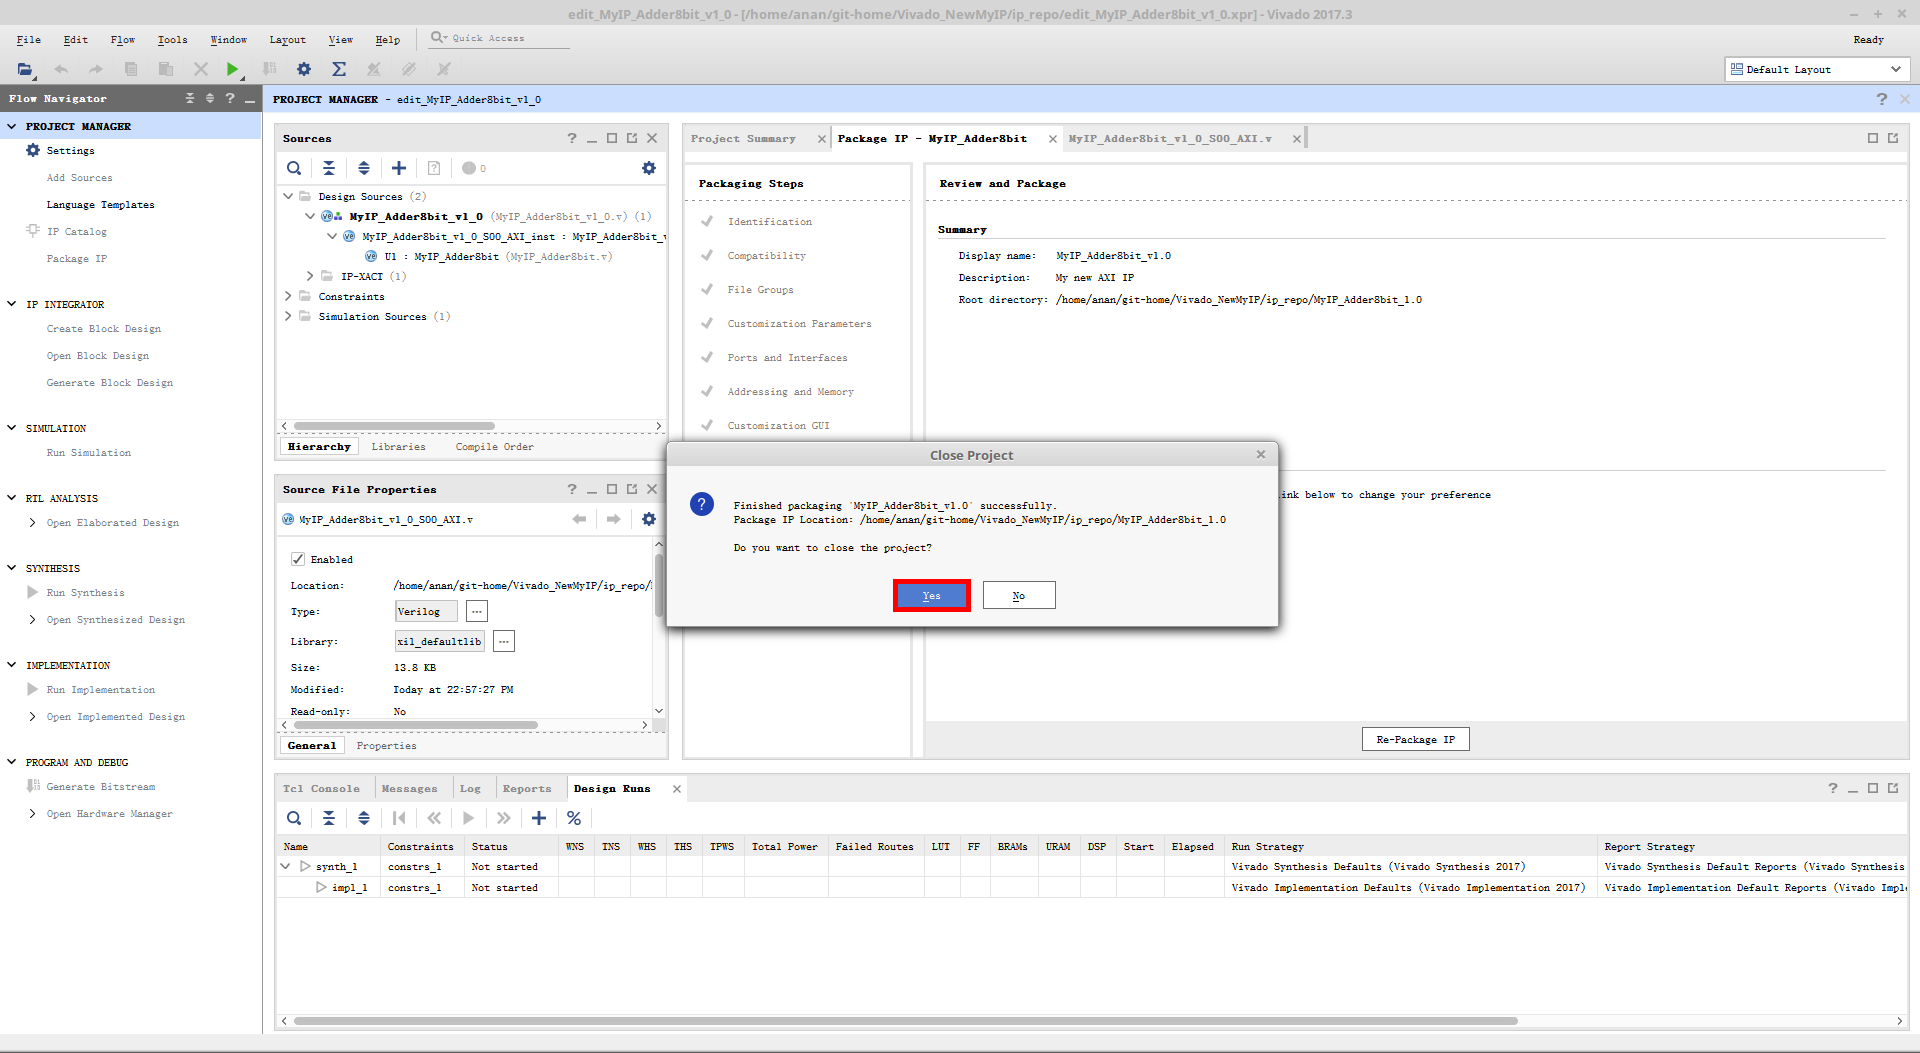 edit_MyIP_Adder8bit_v1_0 - [/home/anan/git-home/Vivado_NewMyIP/ip_repo/edit_MyIP_Adder8bit_v1_0.xpr] - Vivado 2017.3
File Edit Flow Tools Window Layout View Help Quick Access Ready
Default Layout
Flow Navigator
PROJECT MANAGER
Settings
Add Sources
Language Templates
IP Catalog
Package IP
IP INTEGRATOR
Create Block Design
Open Block Design
Generate Block Design
SIMULATION
Run Simulation
RTL ANALYSIS
Open Elaborated Design
SYNTHESIS
Run Synthesis
Open Synthesized Design
IMPLEMENTATION
Run Implementation
Open Implemented Design
PROGRAM AND DEBUG
Generate Bitstream
Open Hardware Manager
PROJECT MANAGER - edit_MyIP_Adder8bit_v1_0
Sources
0
Design Sources (2)
MyIP_Adder8bit_v1_0 (MyIP_Adder8bit_v1_0.v) (1)
MyIP_Adder8bit_v1_0_S00_AXI_inst : MyIP_Adder8bit_v
U1 : MyIP_Adder8bit (MyIP_Adder8bit.v)
IP-XACT (1)
Constraints
Simulation Sources (1)
Hierarchy Libraries Compile Order
Source File Properties
MyIP_Adder8bit_v1_0_S00_AXI.v
Enabled
Location: /home/anan/git-home/Vivado_NewMyIP/ip_repo/
Type: Verilog ...
Library: xil_defaultlib ...
Size: 13.8 KB
Modified: Today at 22:57:27 PM
Read-only: No
General Properties
Project Summary Package IP - MyIP_Adder8bit MyIP_Adder8bit_v1_0_S00_AXI.v
Packaging Steps
Identification
Compatibility
File Groups
Customization Parameters
Ports and Interfaces
Addressing and Memory
Customization GUI
Review and Package
Summary
Display name: MyIP_Adder8bit_v1.0
Description: My new AXI IP
Root directory: /home/anan/git-home/Vivado_NewMyIP/ip_repo/MyIP_Adder8bit_1.0
ink below to change your preference
Re-Package IP
Close Project
Finished packaging 'MyIP_Adder8bit_v1.0' successfully.
Package IP Location: /home/anan/git-home/Vivado_NewMyIP/ip_repo/MyIP_Adder8bit_1.0
Do you want to close the project?
Yes No
Tcl Console Messages Log Reports Design Runs
Name Constraints Status WNS TNS WHS THS TPWS Total Power Failed Routes LUT FF BRAMs URAM DSP Start Elapsed Run Strategy Report Strategy
synth_1 constrs_1 Not started Vivado Synthesis Defaults (Vivado Synthesis 2017) Vivado Synthesis Default Reports (Vivado Synthesis
impl_1 constrs_1 Not started Vivado Implementation Defaults (Vivado Implementation 2017) Vivado Implementation Default Reports (Vivado Impl